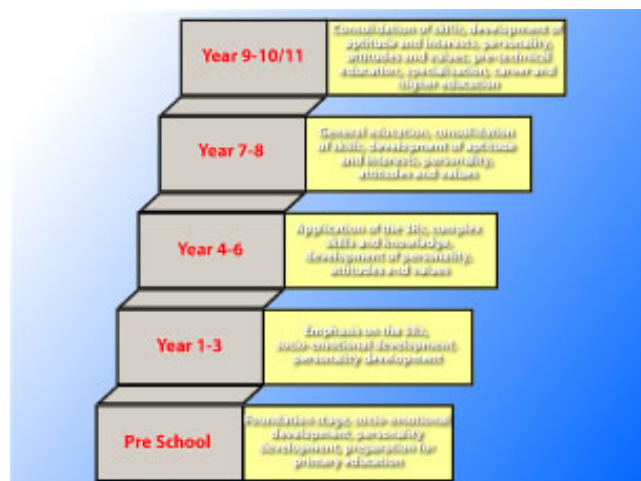 Year 9-10/11
Consolidation of skills, development of
aptitude and interests, personality,
attitudes and values, pre-technical
education, specialisation, career and
higher education
Year 7-8
General education, consolidation
of skills, development of aptitude
and interests, personality,
attitudes and values
Year 4-6
Application of the 3Rs, complex
skills and knowledge,
development of personality,
attitudes and values
Year 1-3
Emphasis on the 3Rs,
socio-emotional development,
personality development
Pre School
Foundation stage, socio-emotional
development, personality
development, preparation for
primary education